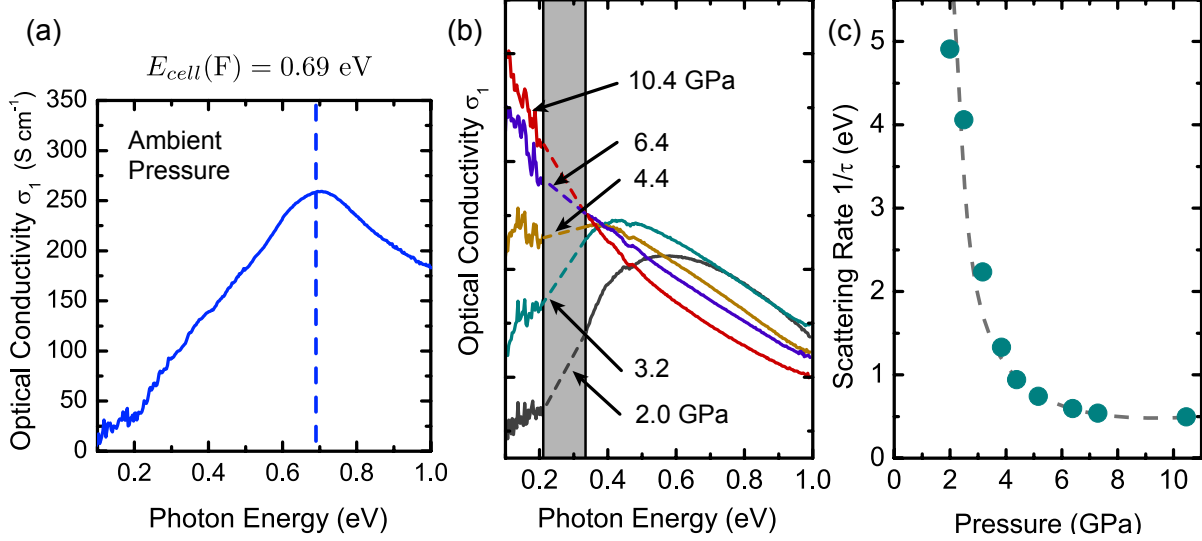 (a)
E_cell(F) = 0.69 eV
Optical Conductivity σ₁ (S cm⁻¹)
350
300
250
200
150
100
50
0
Ambient
Pressure
0.2
0.4
0.6
0.8
1.0
Photon Energy (eV)
(b)
Optical Conductivity σ₁
10.4 GPa
6.4
4.4
3.2
2.0 GPa
0.2
0.4
0.6
0.8
1.0
Photon Energy (eV)
(c)
Scattering Rate 1/τ (eV)
5
4
3
2
1
0
0
2
4
6
8
10
Pressure (GPa)